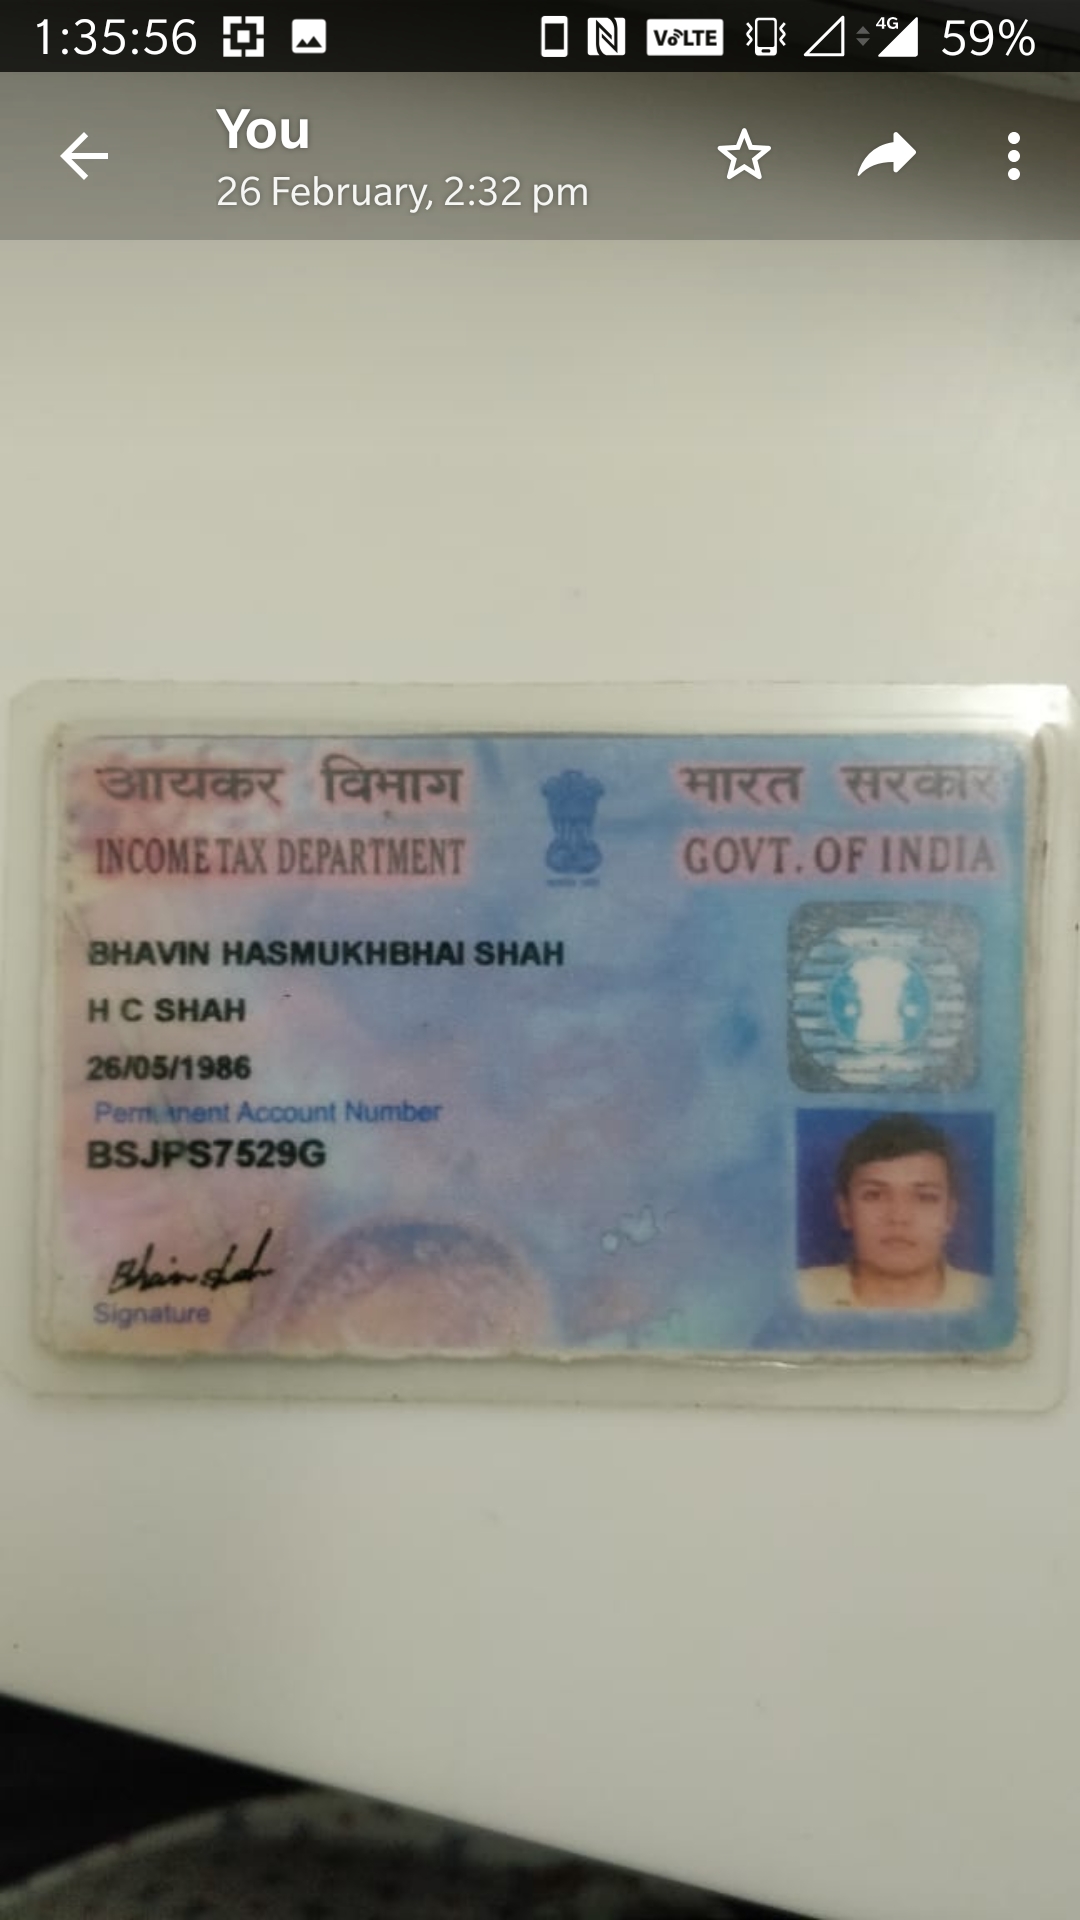 1:35:56 VoLTE 4G 59%
You
26 February, 2:32 pm
आयकर विभाग भारत सरकार
INCOME TAX DEPARTMENT GOVT. OF INDIA
BHAVIN HASMUKHBHAI SHAH
H C SHAH
26/05/1986
Permanent Account Number
BSJPS7529G
Bhavin shah
Signature